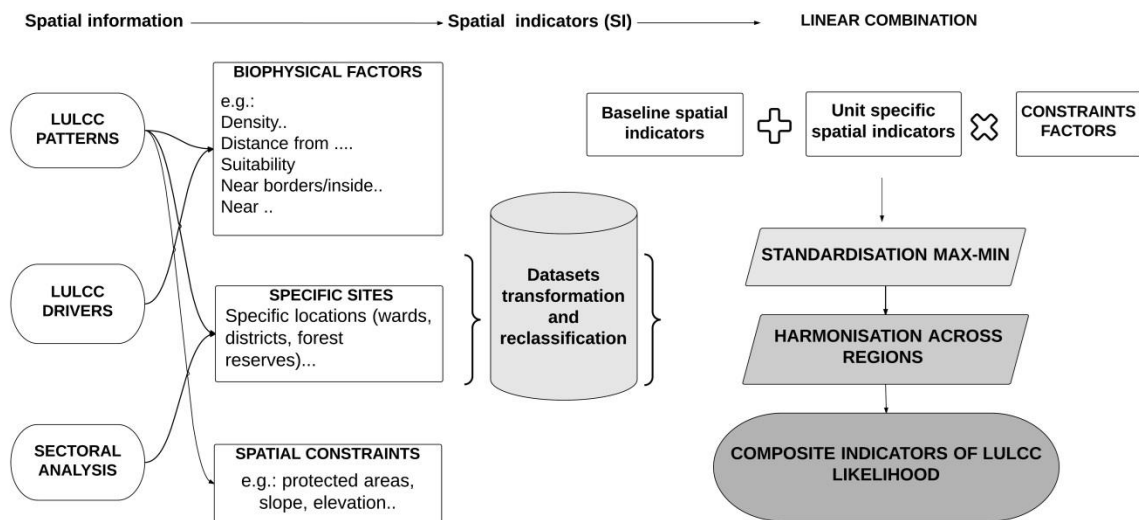 Spatial information
Spatial indicators (SI)
LINEAR COMBINATION
LULCC
PATTERNS
LULCC
DRIVERS
SECTORAL
ANALYSIS
BIOPHYSICAL FACTORS
e.g.:
Density..
Distance from ....
Suitability
Near borders/inside..
Near ..
SPECIFIC SITES
Specific locations (wards,
districts, forest
reserves)...
SPATIAL CONSTRAINTS
e.g.: protected areas,
slope, elevation..
Datasets
transformation
and
reclassification
Baseline spatial
indicators
Unit specific
spatial indicators
CONSTRAINTS
FACTORS
STANDARDISATION MAX-MIN
HARMONISATION ACROSS
REGIONS
COMPOSITE INDICATORS OF LULCC
LIKELIHOOD